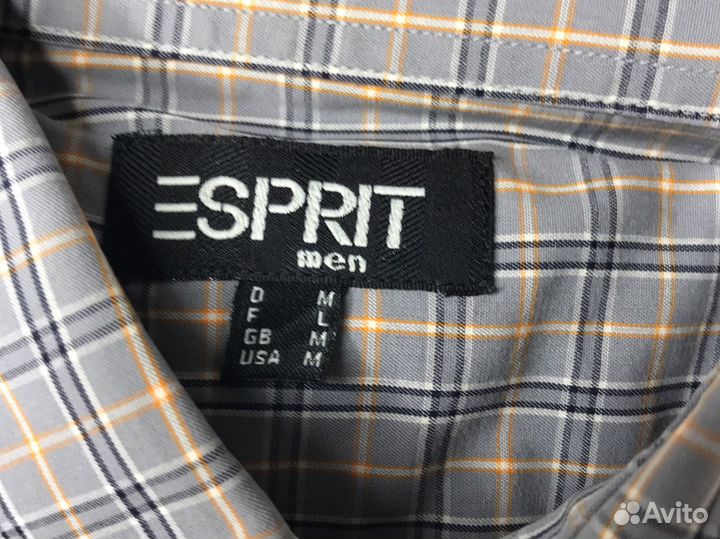 ESPRIT
men
D M
F L
GB M
USA M
Avito